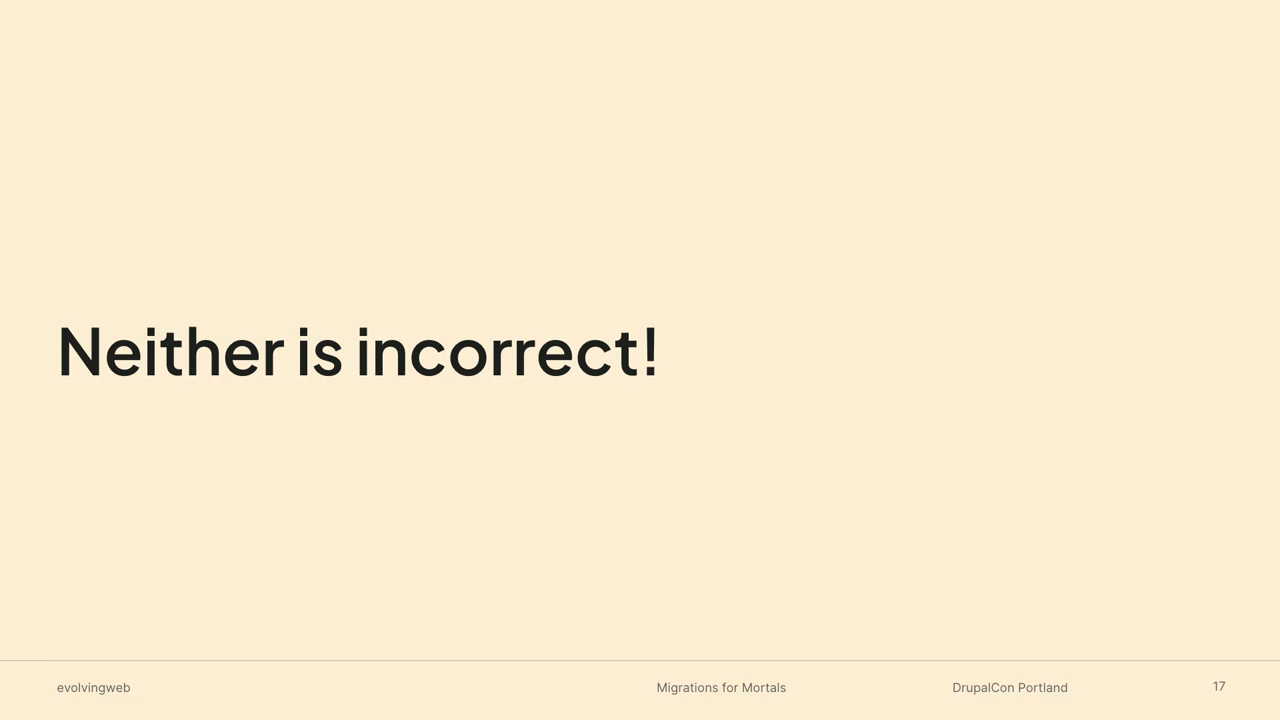 Neither is incorrect!
evolvingweb
Migrations for Mortals
DrupalCon Portland
17